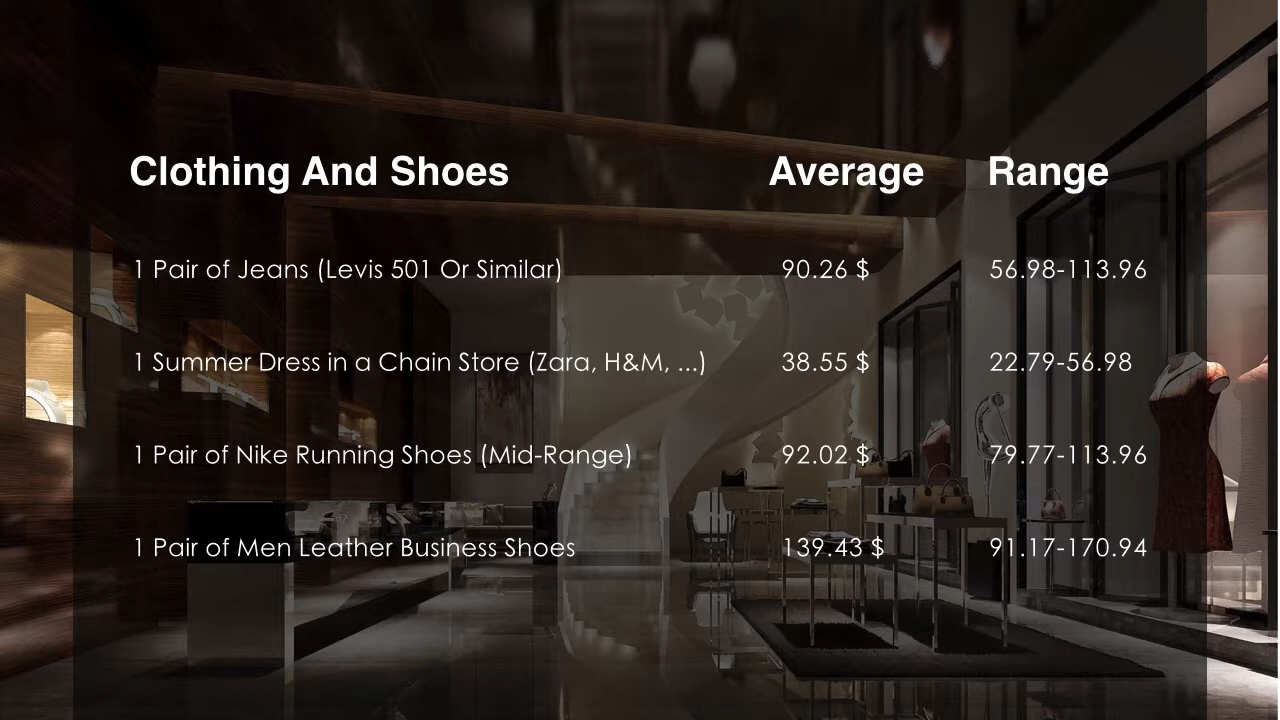 Clothing And Shoes Average Range
1 Pair of Jeans (Levis 501 Or Similar) 90.26 $ 56.98-113.96
1 Summer Dress in a Chain Store (Zara, H&M, ...) 38.55 $ 22.79-56.98
1 Pair of Nike Running Shoes (Mid-Range) 92.02 $ 79.77-113.96
1 Pair of Men Leather Business Shoes 139.43 $ 91.17-170.94